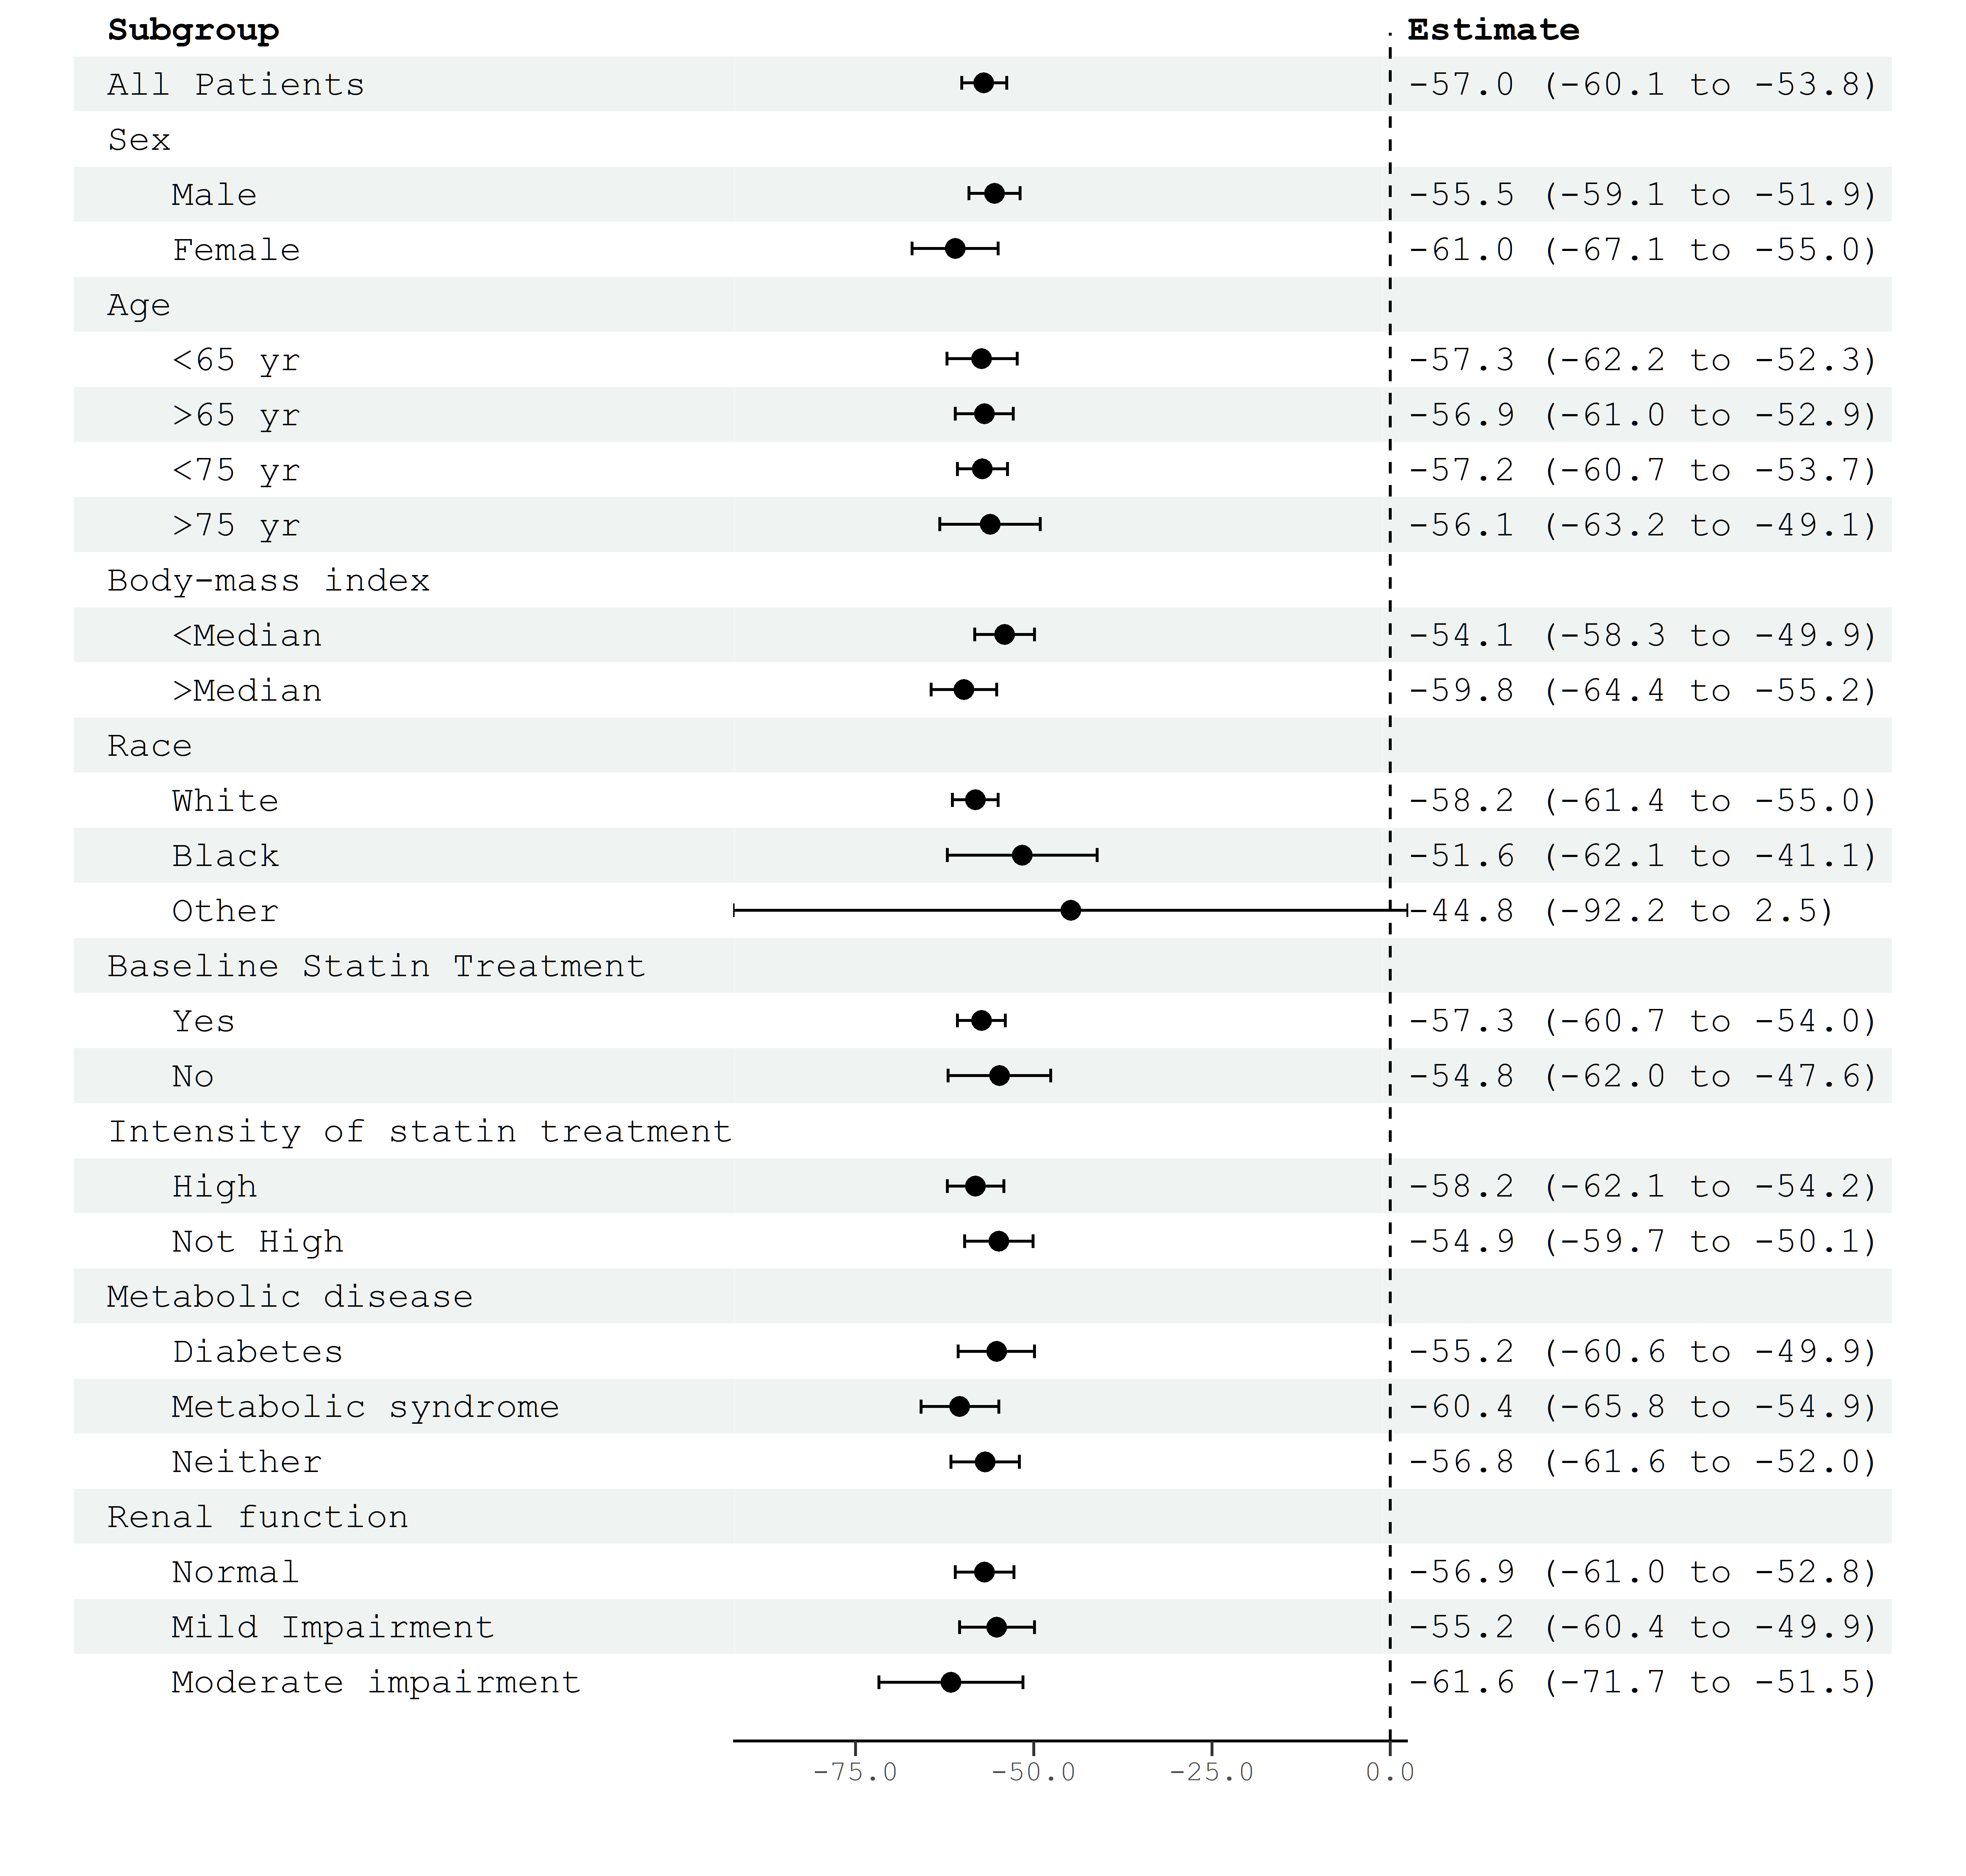 Subgroup Estimate
All Patients -57.0 (-60.1 to -53.8)
Sex
Male -55.5 (-59.1 to -51.9)
Female -61.0 (-67.1 to -55.0)
Age
<65 yr -57.3 (-62.2 to -52.3)
>65 yr -56.9 (-61.0 to -52.9)
<75 yr -57.2 (-60.7 to -53.7)
>75 yr -56.1 (-63.2 to -49.1)
Body-mass index
<Median -54.1 (-58.3 to -49.9)
>Median -59.8 (-64.4 to -55.2)
Race
White -58.2 (-61.4 to -55.0)
Black -51.6 (-62.1 to -41.1)
Other -44.8 (-92.2 to 2.5)
Baseline Statin Treatment
Yes -57.3 (-60.7 to -54.0)
No -54.8 (-62.0 to -47.6)
Intensity of statin treatment
High -58.2 (-62.1 to -54.2)
Not High -54.9 (-59.7 to -50.1)
Metabolic disease
Diabetes -55.2 (-60.6 to -49.9)
Metabolic syndrome -60.4 (-65.8 to -54.9)
Neither -56.8 (-61.6 to -52.0)
Renal function
Normal -56.9 (-61.0 to -52.8)
Mild Impairment -55.2 (-60.4 to -49.9)
Moderate impairment -61.6 (-71.7 to -51.5)
-75.0 -50.0 -25.0 0.0